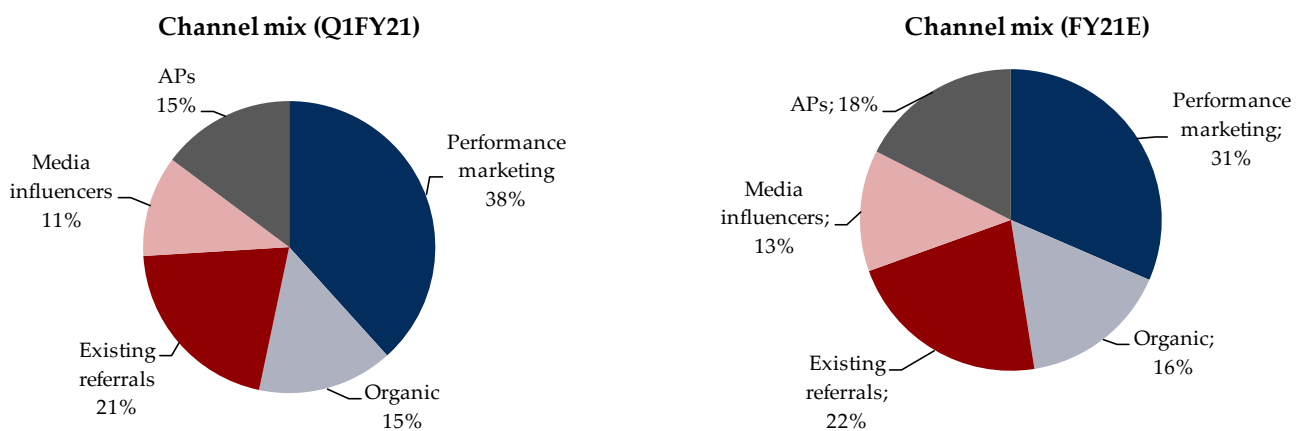 Channel mix (Q1FY21)
APs
15%
Performance
marketing
38%
Media
influencers
11%
Existing
referrals
21%
Organic
15%
Channel mix (FY21E)
APs; 18%
Performance
marketing;
31%
Media
influencers;
13%
Organic;
16%
Existing
referrals;
22%